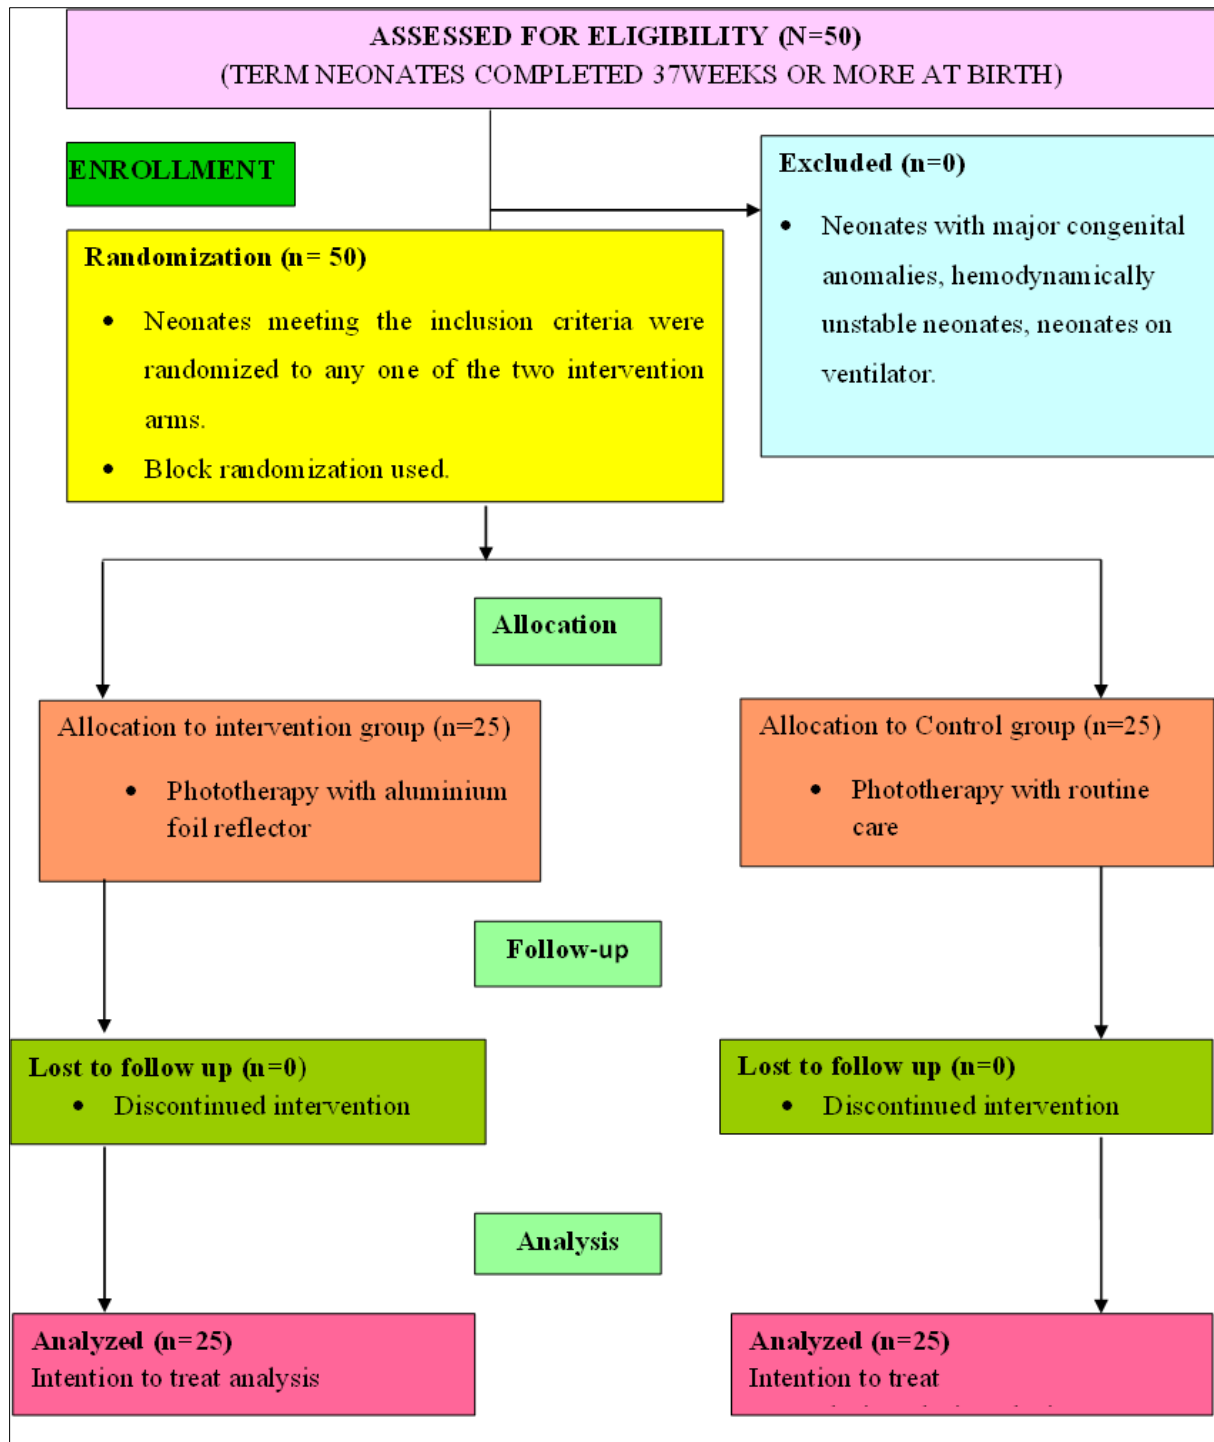 ASSESSED FOR ELIGIBILITY (N=50)
(TERM NEONATES COMPLETED 37WEEKS OR MORE AT BIRTH)
ENROLLMENT
Excluded (n=0)
• Neonates with major congenital
anomalies, hemodynamically
unstable neonates, neonates on
ventilator.
Randomization (n= 50)
• Neonates meeting the inclusion criteria were
randomized to any one of the two intervention
arms.
• Block randomization used.
Allocation
Allocation to intervention group (n=25)
• Phototherapy with aluminium
foil reflector
Allocation to Control group (n=25)
• Phototherapy with routine
care
Follow-up
Lost to follow up (n=0)
• Discontinued intervention
Lost to follow up (n=0)
• Discontinued intervention
Analysis
Analyzed (n=25)
Intention to treat analysis
Analyzed (n=25)
Intention to treat